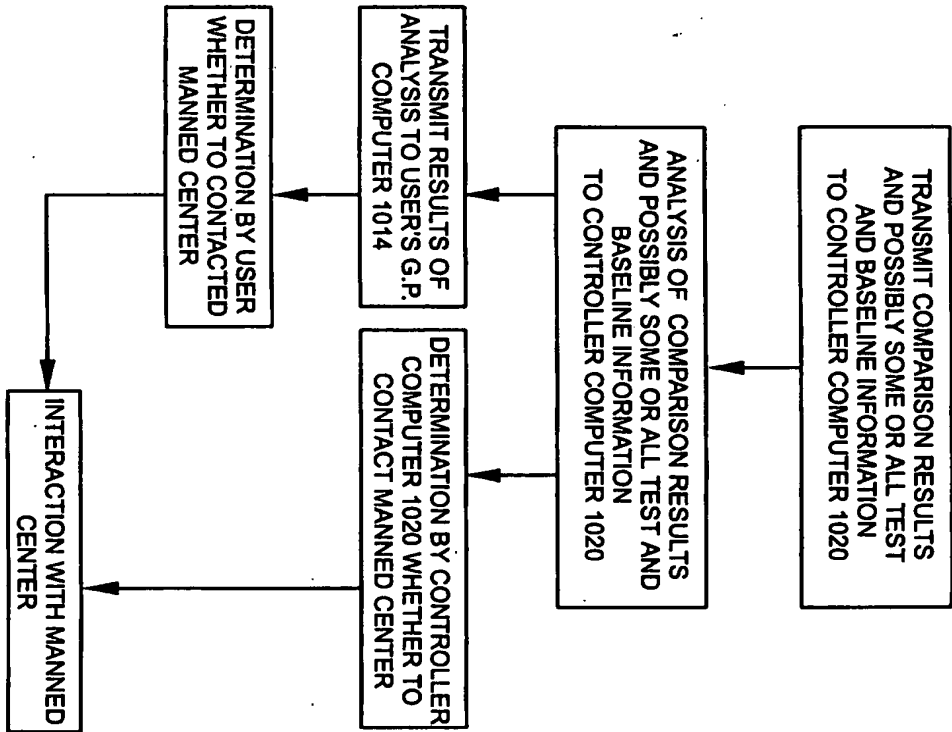 TRANSMIT COMPARISON RESULTS
AND POSSIBLY SOME OR ALL TEST
AND BASELINE INFORMATION
TO CONTROLLER COMPUTER 1020
ANALYSIS OF COMPARISON RESULTS
AND POSSIBLY SOME OR ALL TEST AND
BASELINE INFORMATION
TO CONTROLLER COMPUTER 1020
TRANSMIT RESULTS OF
ANALYSIS TO USER'S G.P.
COMPUTER 1014
DETERMINATION BY CONTROLLER
COMPUTER 1020 WHETHER TO
CONTACT MANNED CENTER
DETERMINATION BY USER
WHETHER TO CONTACTED
MANNED CENTER
INTERACTION WITH MANNED
CENTER